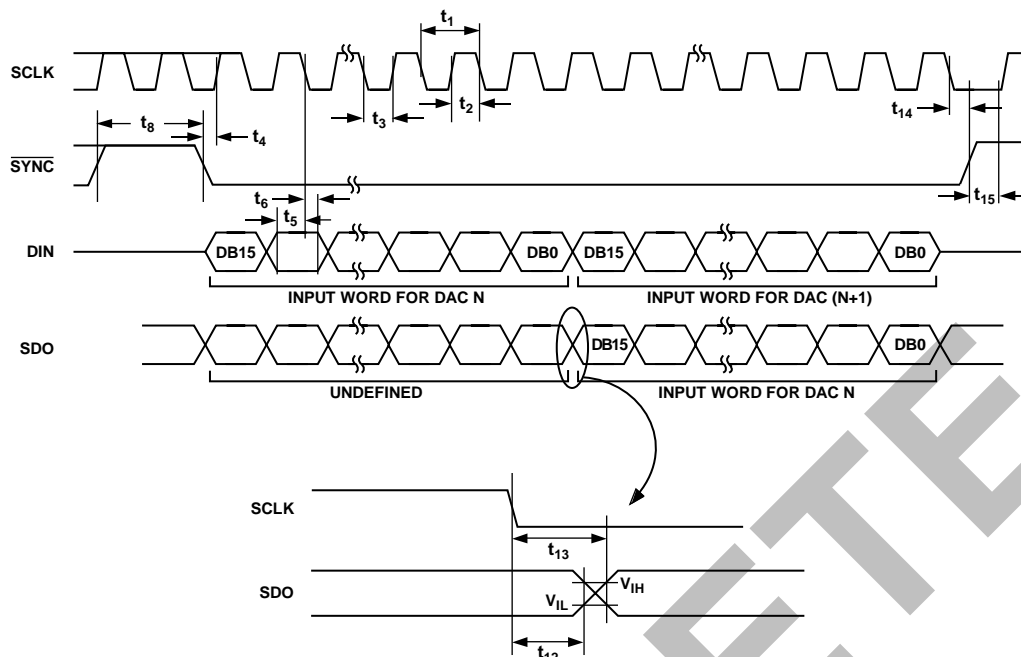 t1
SCLK
t3
t2
t14
t8
t4
SYNC
t15
t6
t5
DIN
DB15
DB0
DB15
DB0
INPUT WORD FOR DAC N
INPUT WORD FOR DAC (N+1)
SDO
DB15
DB0
UNDEFINED
INPUT WORD FOR DAC N
SCLK
t13
SDO
VIH
VIL
t12
ETE